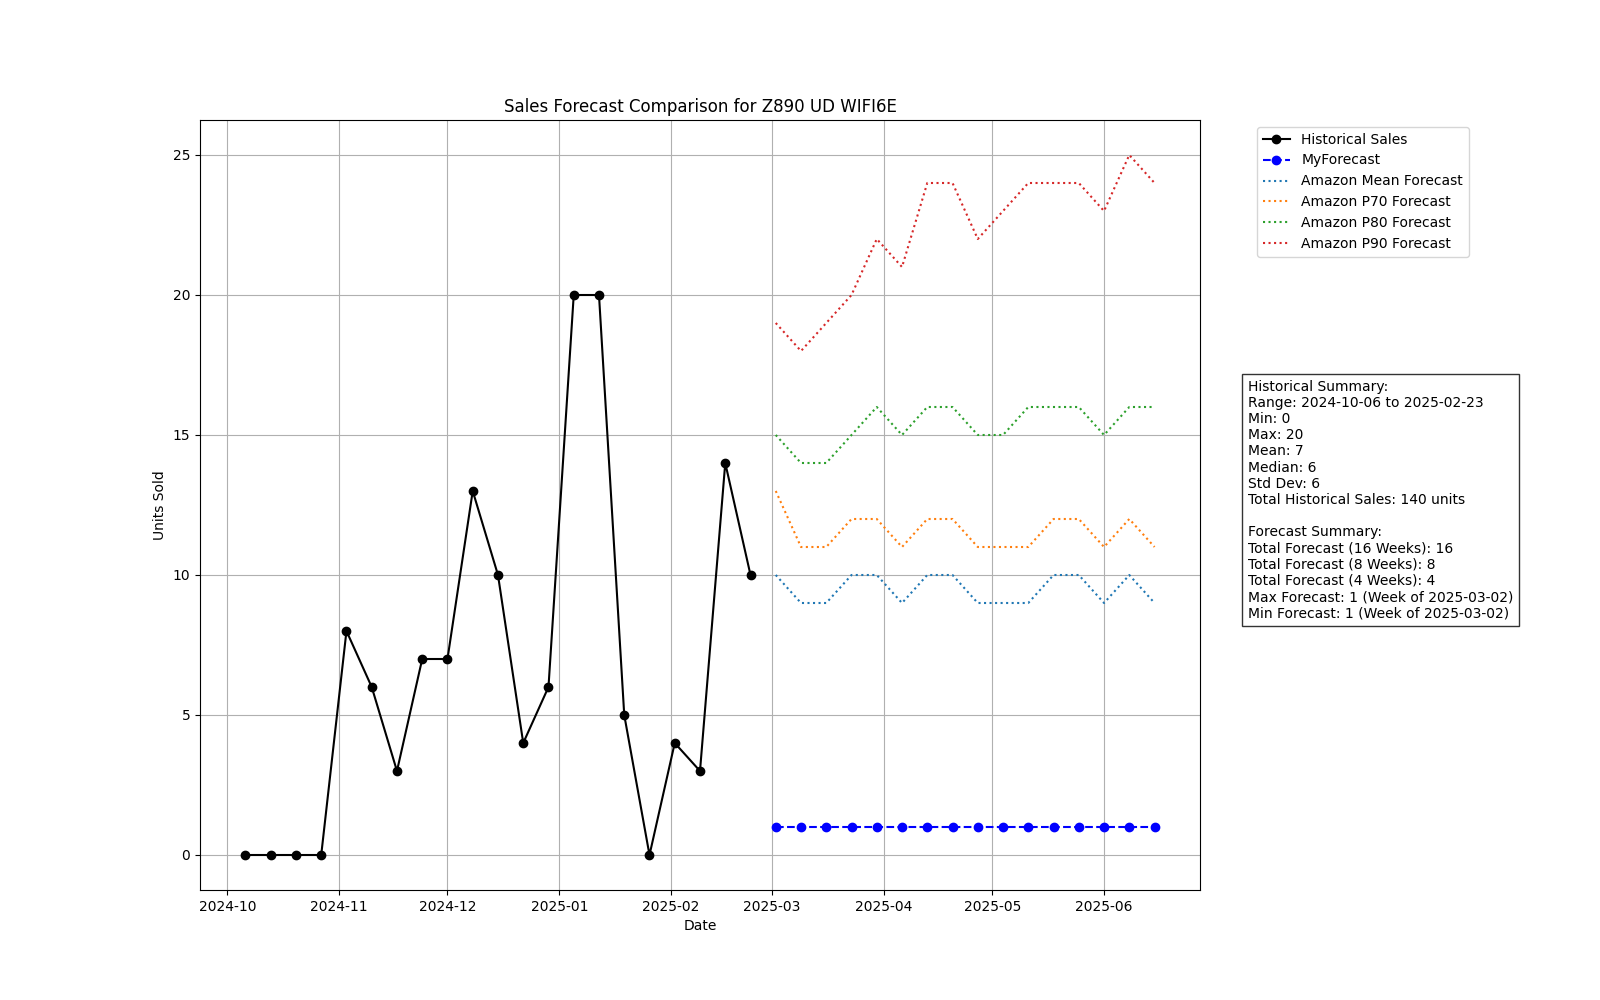 Sales Forecast Comparison for Z890 UD WIFI6E
25
20
15
10
5
0
Units Sold
2024-10
2024-11
2024-12
2025-01
2025-02
2025-03
2025-04
2025-05
2025-06
Date
Historical Sales
MyForecast
Amazon Mean Forecast
Amazon P70 Forecast
Amazon P80 Forecast
Amazon P90 Forecast
Historical Summary:
Range: 2024-10-06 to 2025-02-23
Min: 0
Max: 20
Mean: 7
Median: 6
Std Dev: 6
Total Historical Sales: 140 units
Forecast Summary:
Total Forecast (16 Weeks): 16
Total Forecast (8 Weeks): 8
Total Forecast (4 Weeks): 4
Max Forecast: 1 (Week of 2025-03-02)
Min Forecast: 1 (Week of 2025-03-02)